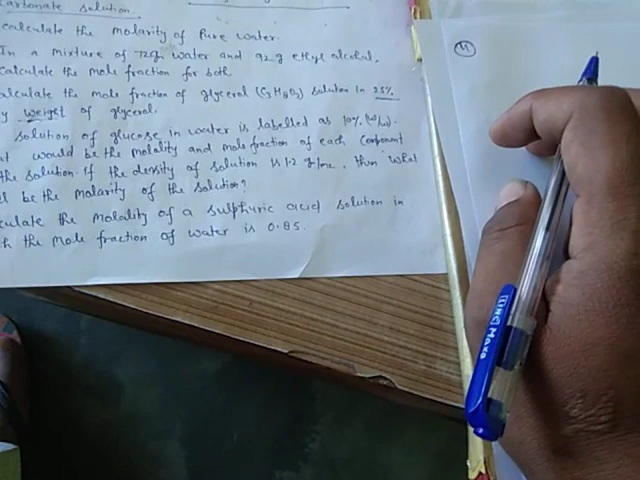 Carbonate solution.
calculate the molarity of Pure water.
In a mixture of 72g water and 92g ethyl alcohol,
calculate the mole fraction for both.
calculate the mole fraction of glycerol (C3H8O3) solution in 25%
by weight of glycerol.
solution of glucose in water is labelled as 10% (w/w).
would be the molality and mole fraction of each component
the solution. If the density of solution is 1.2 g/mL, then what
be the molarity of the solution?
the molality of a sulphuric acid solution in
the mole fraction of water is 0.85.
M
LINC Maxo